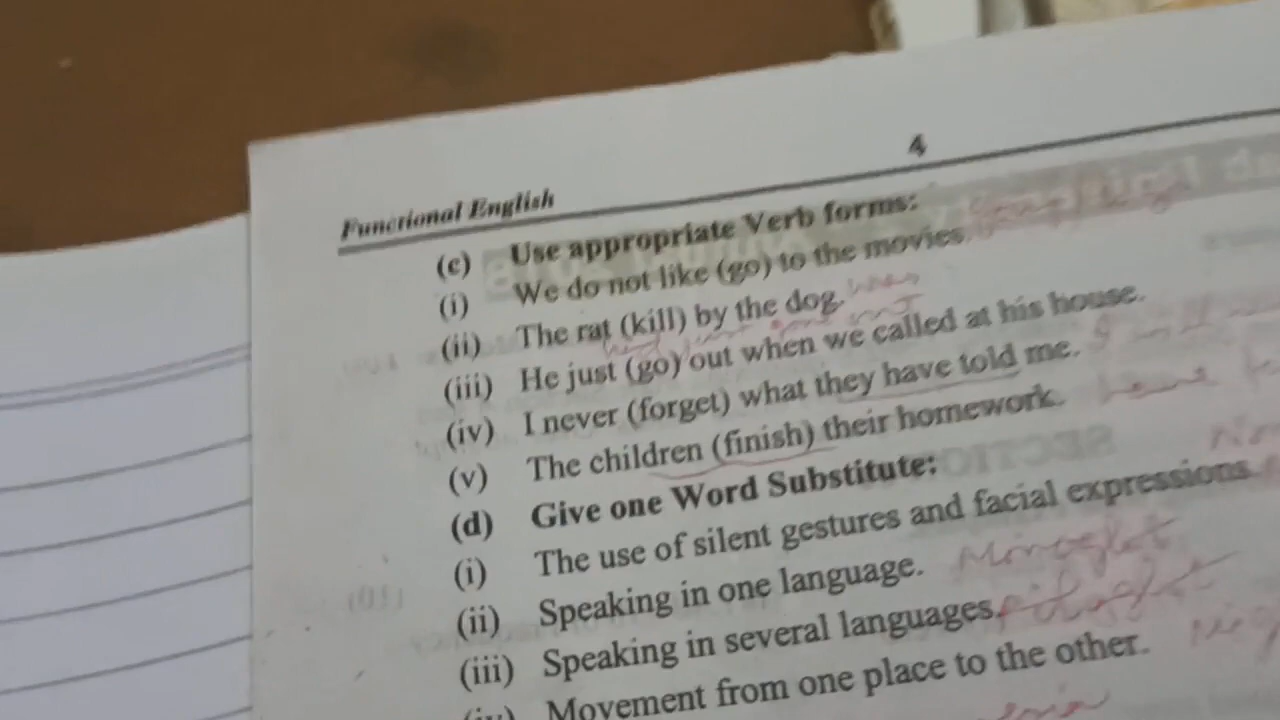 4
Functional English
(c) Use appropriate Verb forms:
(i) We do not like (go) to the movies.
(ii) The rat (kill) by the dog. was
(iii) He just (go) out when we called at his house.
(iv) I never (forget) what they have told me.
(v) The children (finish) their homework.
(d) Give one Word Substitute:
(i) The use of silent gestures and facial expressions
(ii) Speaking in one language.
(iii) Speaking in several languages.
(iv) Movement from one place to the other.